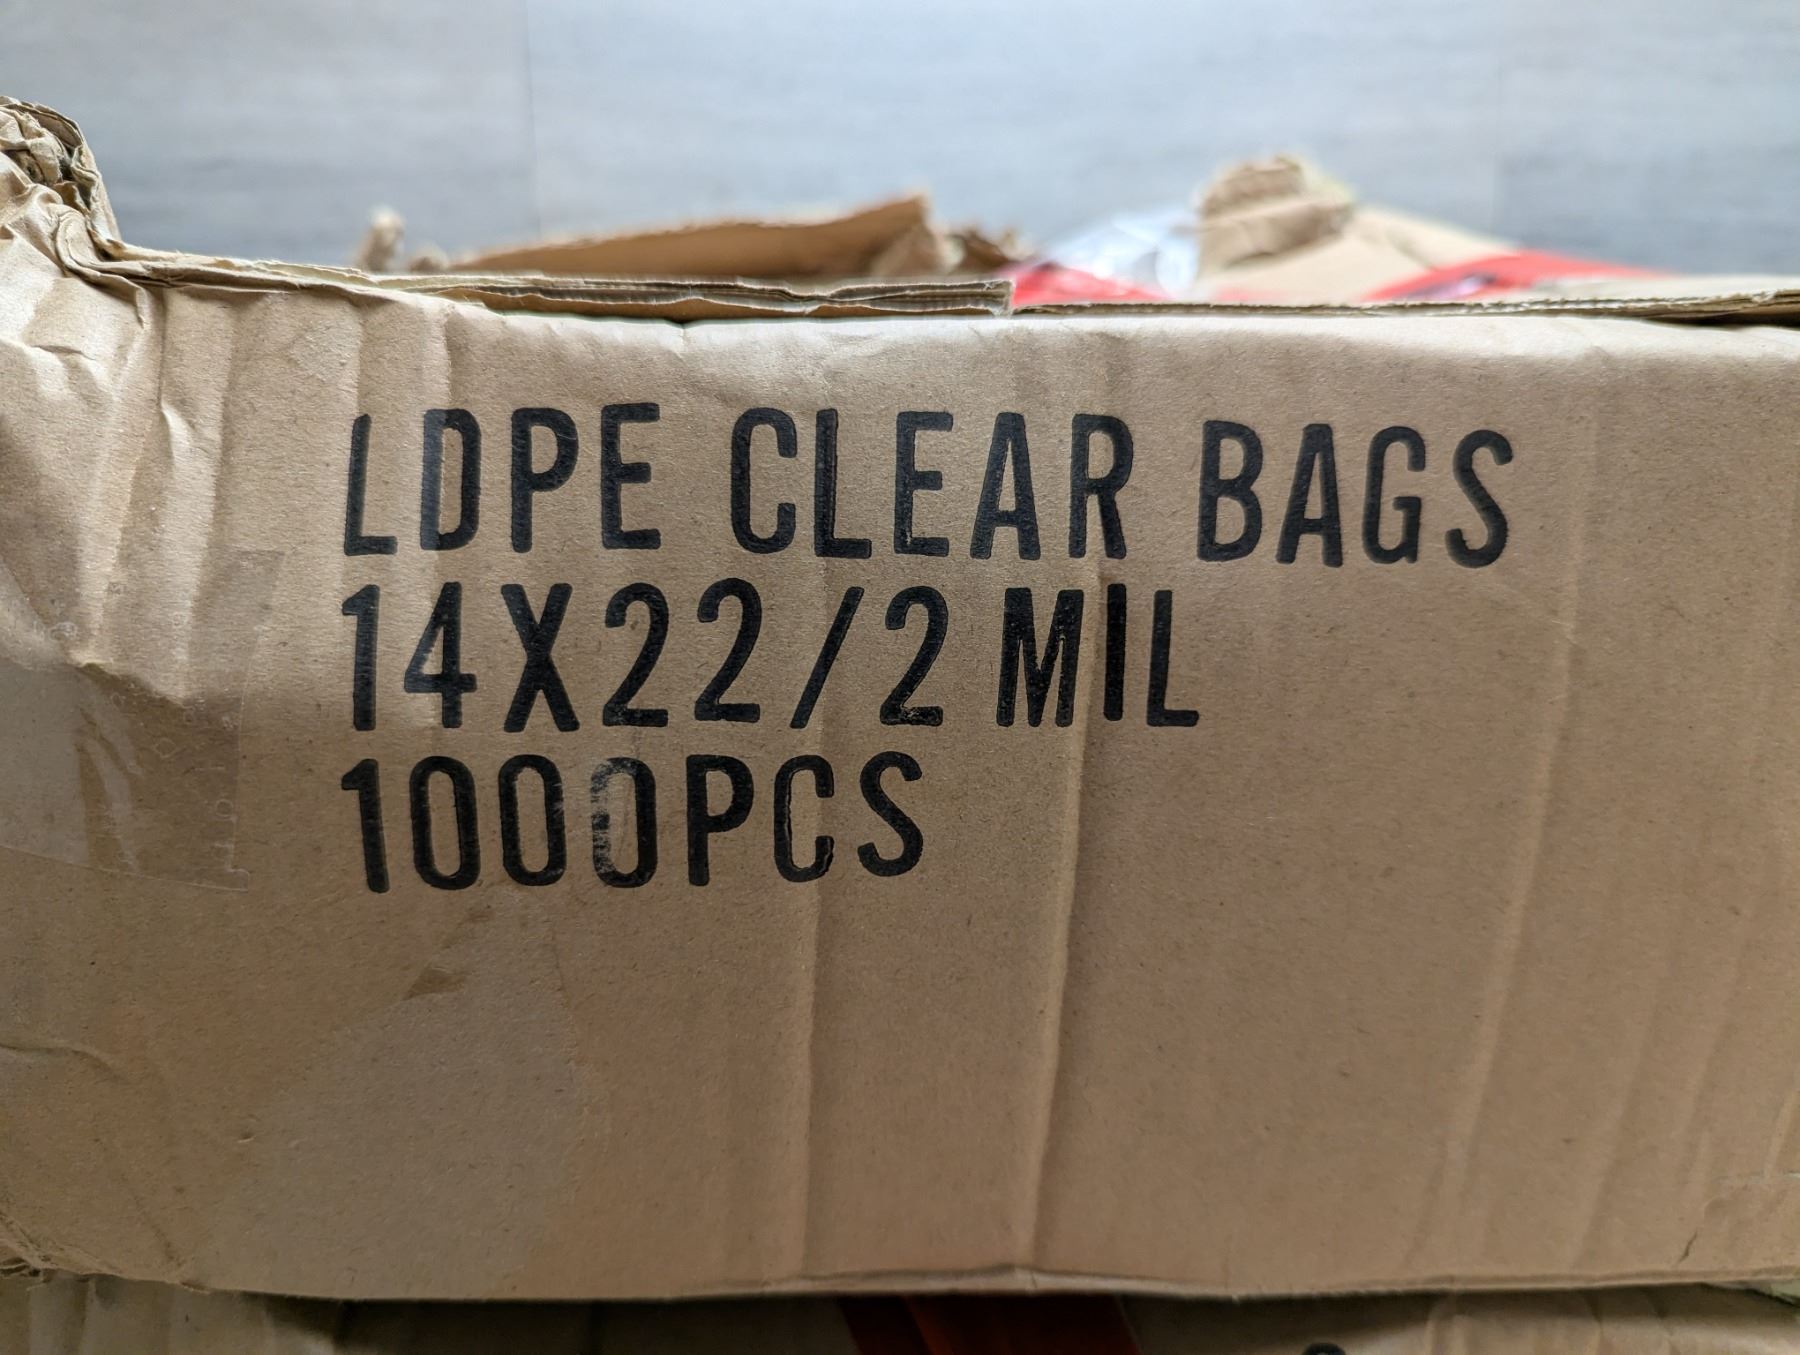 LDPE CLEAR BAGS
14X22/2 MIL
1000PCS